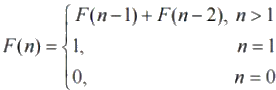 F(n−1)+F(n−2), n>1
F(n)= 1, n=1
0, n=0